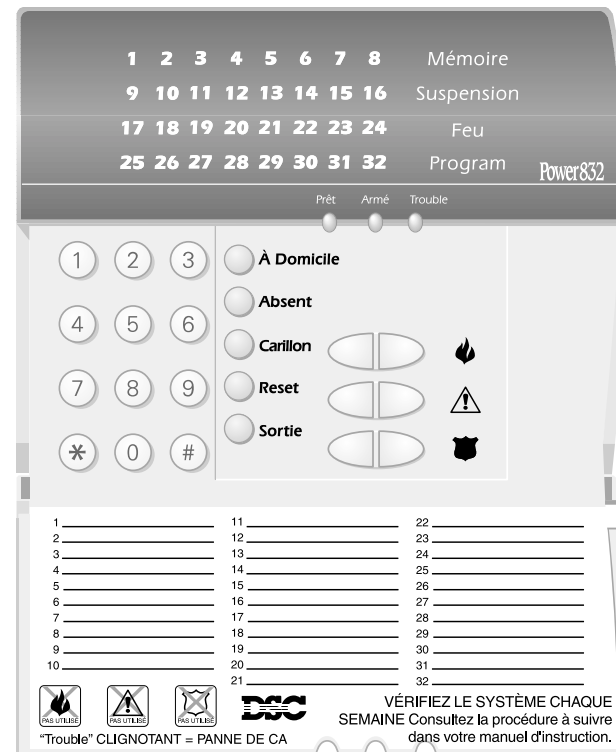 1 2 3 4 5 6 7 8 Mémoire
9 10 11 12 13 14 15 16 Suspension
17 18 19 20 21 22 23 24 Feu
25 26 27 28 29 30 31 32 Program
Power832
Prêt Armé Trouble
1 2 3
4 5 6
7 8 9
* 0 #
À Domicile
Absent
Carillon
Reset
Sortie
1
2
3
4
5
6
7
8
9
10
11
12
13
14
15
16
17
18
19
20
21
22
23
24
25
26
27
28
29
30
31
32
PAS UTILISÉ PAS UTILISÉ PAS UTILISÉ
DSC
"Trouble" CLIGNOTANT = PANNE DE CA
VÉRIFIEZ LE SYSTÈME CHAQUE
SEMAINE Consultez la procédure à suivre
dans votre manuel d'instruction.